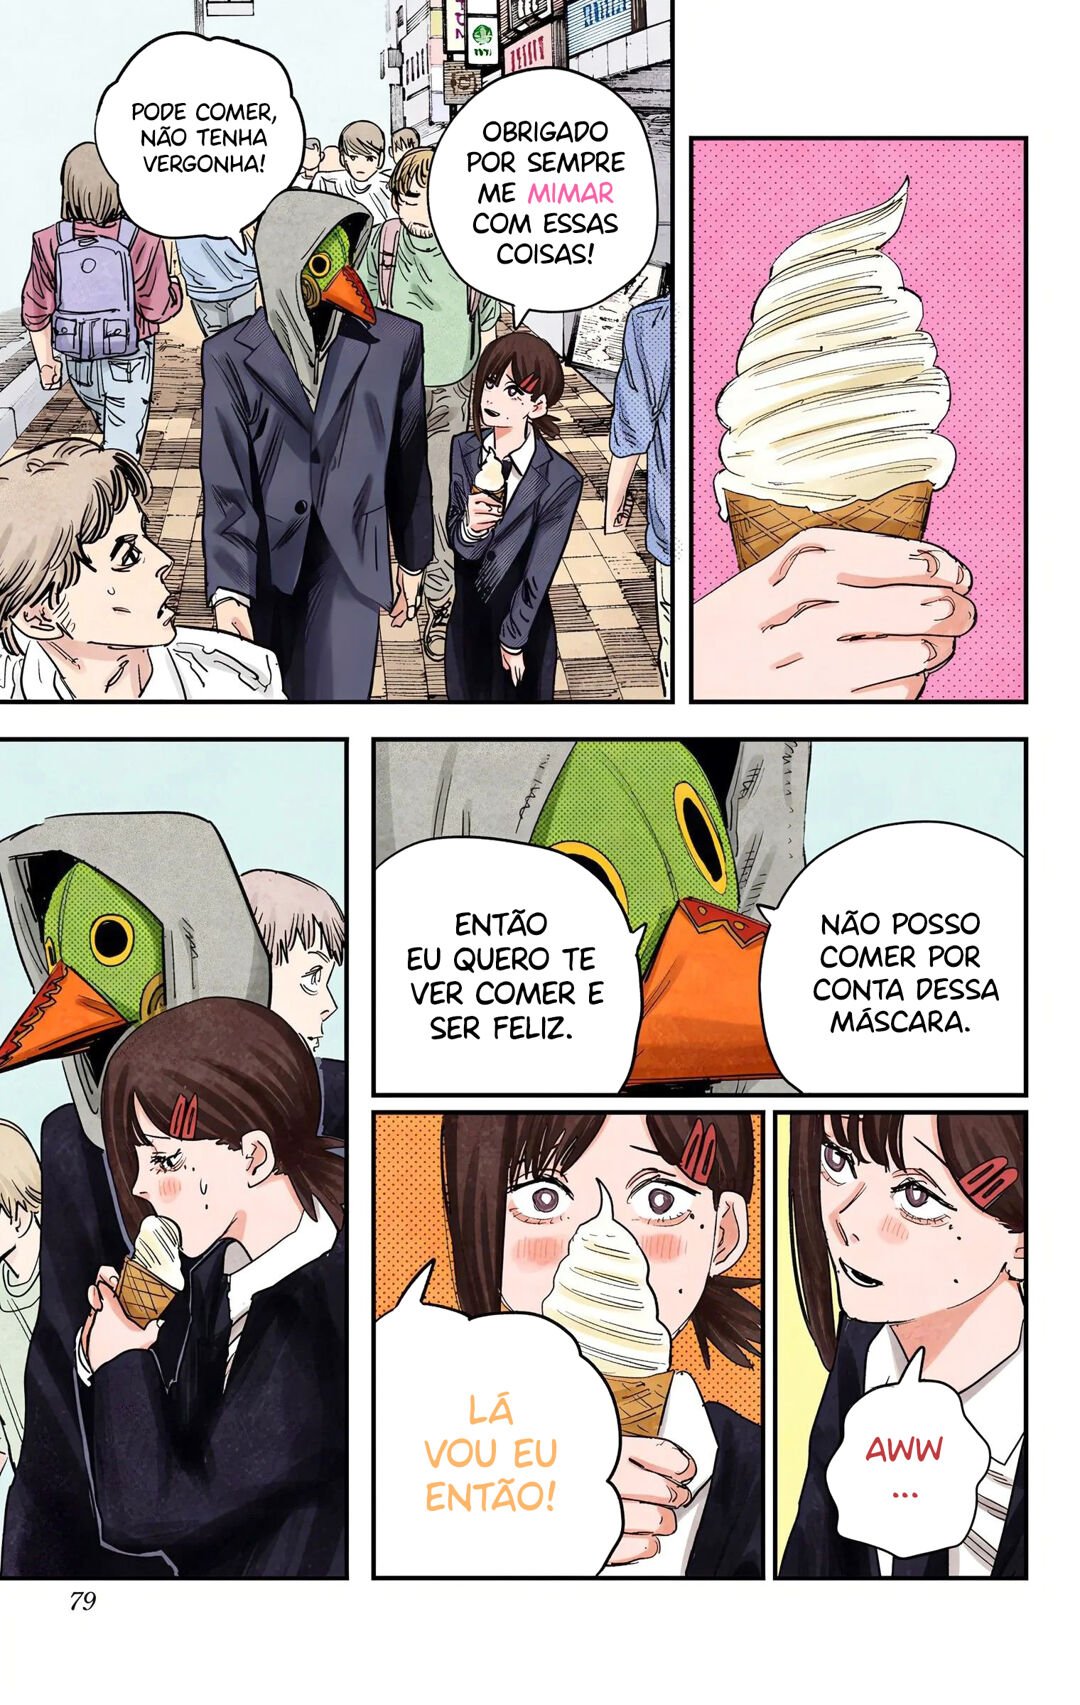 OBRIGADO
POR SEMPRE
ME MIMAR
COM ESSAS
COISAS!
PODE COMER,
NÃO TENHA
VERGONHA!
NÃO POSSO
COMER POR
CONTA DESSA
MÁSCARA.
ENTÃO
EU QUERO TE
VER COMER E
SER FELIZ.
AWW
...
LÁ
VOU EU
ENTÃO!
79